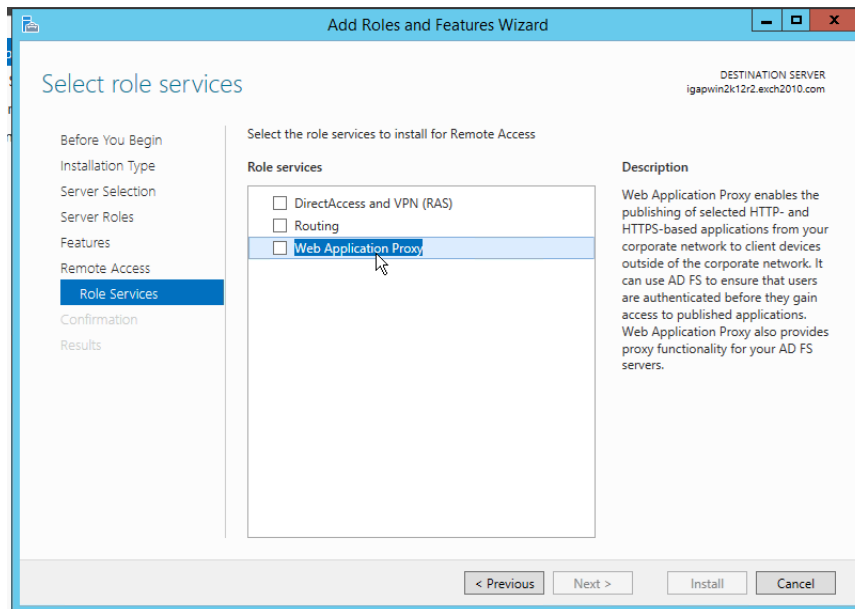 Add Roles and Features Wizard
Select role services
DESTINATION SERVER
igapwin2k12r2.exch2010.com
Before You Begin
Installation Type
Server Selection
Server Roles
Features
Remote Access
Role Services
Confirmation
Results
Select the role services to install for Remote Access
Role services
DirectAccess and VPN (RAS)
Routing
Web Application Proxy
Description
Web Application Proxy enables the
publishing of selected HTTP- and
HTTPS-based applications from your
corporate network to client devices
outside of the corporate network. It
can use AD FS to ensure that users
are authenticated before they gain
access to published applications.
Web Application Proxy also provides
proxy functionality for your AD FS
servers.
< Previous
Next >
Install
Cancel